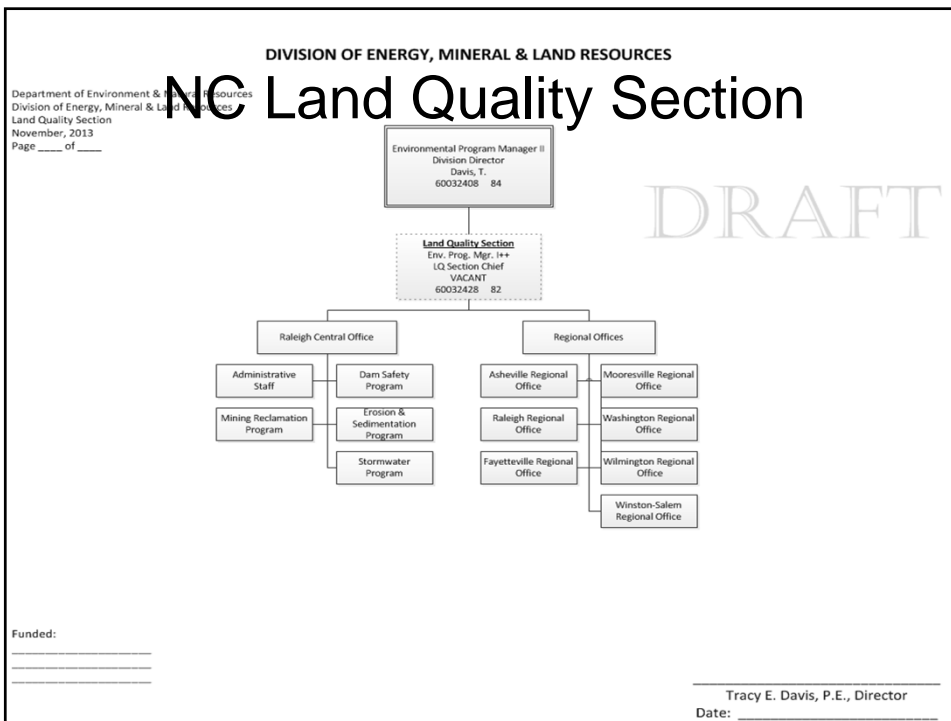 DIVISION OF ENERGY, MINERAL & LAND RESOURCES
NC Land Quality Section
Department of Environment & Natural Resources
Division of Energy, Mineral & Land Resources
Land Quality Section
November, 2013
Page ____ of ____
Environmental Program Manager II
Division Director
Davis, T.
60032408 84
DRAFT
Land Quality Section
Env. Prog. Mgr. I++
LQ Section Chief
VACANT
60032428 82
Raleigh Central Office
Regional Offices
Administrative
Staff
Dam Safety
Program
Mining Reclamation
Program
Erosion &
Sedimentation
Program
Stormwater
Program
Asheville Regional
Office
Mooresville Regional
Office
Raleigh Regional
Office
Washington Regional
Office
Fayetteville Regional
Office
Wilmington Regional
Office
Winston-Salem
Regional Office
Funded:
Tracy E. Davis, P.E., Director
Date: ____________________